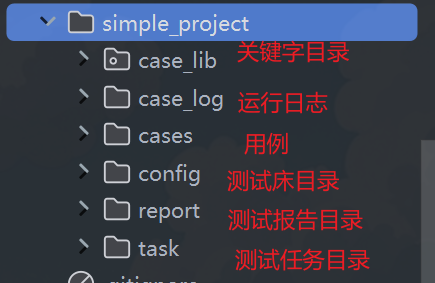 simple_project
case_lib 关键字目录
case_log 运行日志
cases 用例
config 测试床目录
report 测试报告目录
task 测试任务目录